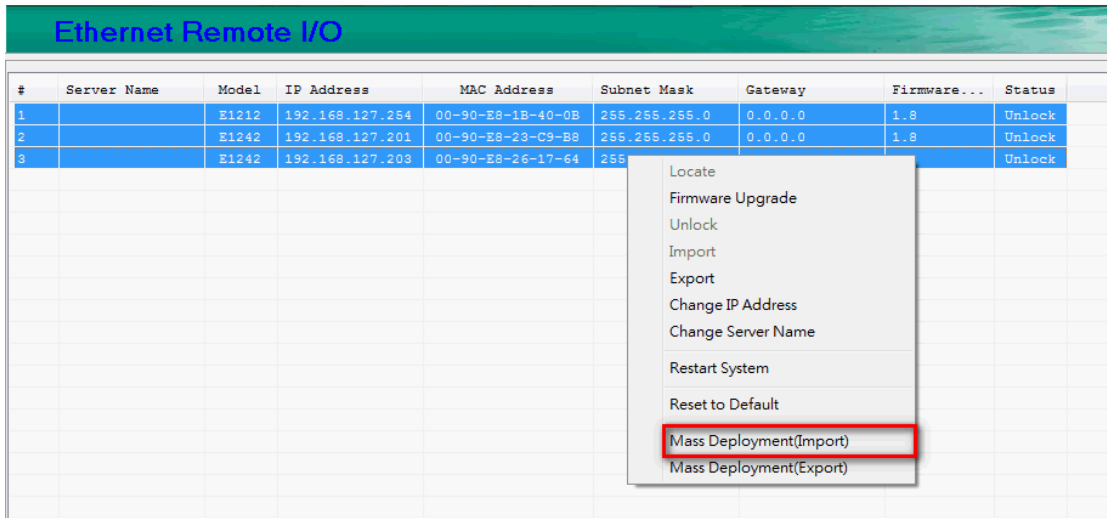 Ethernet Remote I/O
# Server Name Model IP Address MAC Address Subnet Mask Gateway Firmware... Status
1 E1212 192.168.127.254 00-90-E8-1B-40-0B 255.255.255.0 0.0.0.0 1.8 Unlock
2 E1242 192.168.127.201 00-90-E8-23-C9-B8 255.255.255.0 0.0.0.0 1.8 Unlock
3 E1242 192.168.127.203 00-90-E8-26-17-64 255 Unlock
Locate
Firmware Upgrade
Unlock
Import
Export
Change IP Address
Change Server Name
Restart System
Reset to Default
Mass Deployment(Import)
Mass Deployment(Export)